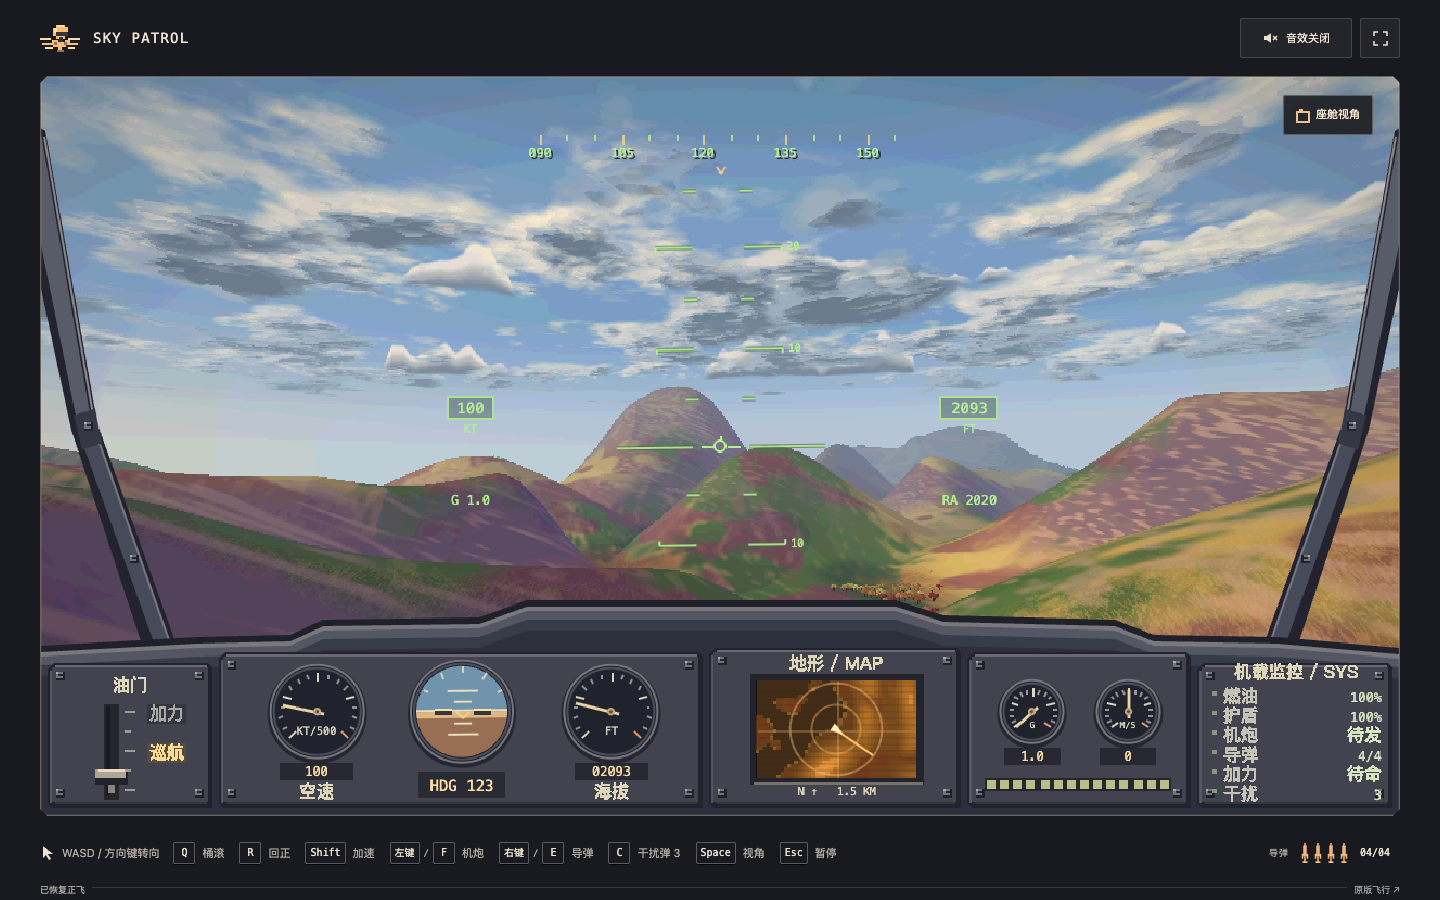 SKY PATROL
音效关闭
座舱视角
090 105 120 135 150
20
10
100
KT
2093
FT
G 1.0
RA 2020
10
油门
加力
巡航
KT/500
100
空速
HDG 123
FT
02093
海拔
地形 / MAP
N ↑ 1.5 KM
G
1.0
M/S
0
机载监控 / SYS
燃油 100%
护盾 100%
机炮 待发
导弹 4/4
加力 待命
干扰 3
WASD / 方向键转向 Q 桶滚 R 回正 Shift 加速 左键 / F 机炮 右键 / E 导弹 C 干扰弹 3 Space 视角 Esc 暂停
导弹 04/04
已恢复正飞
原版飞行 ↗